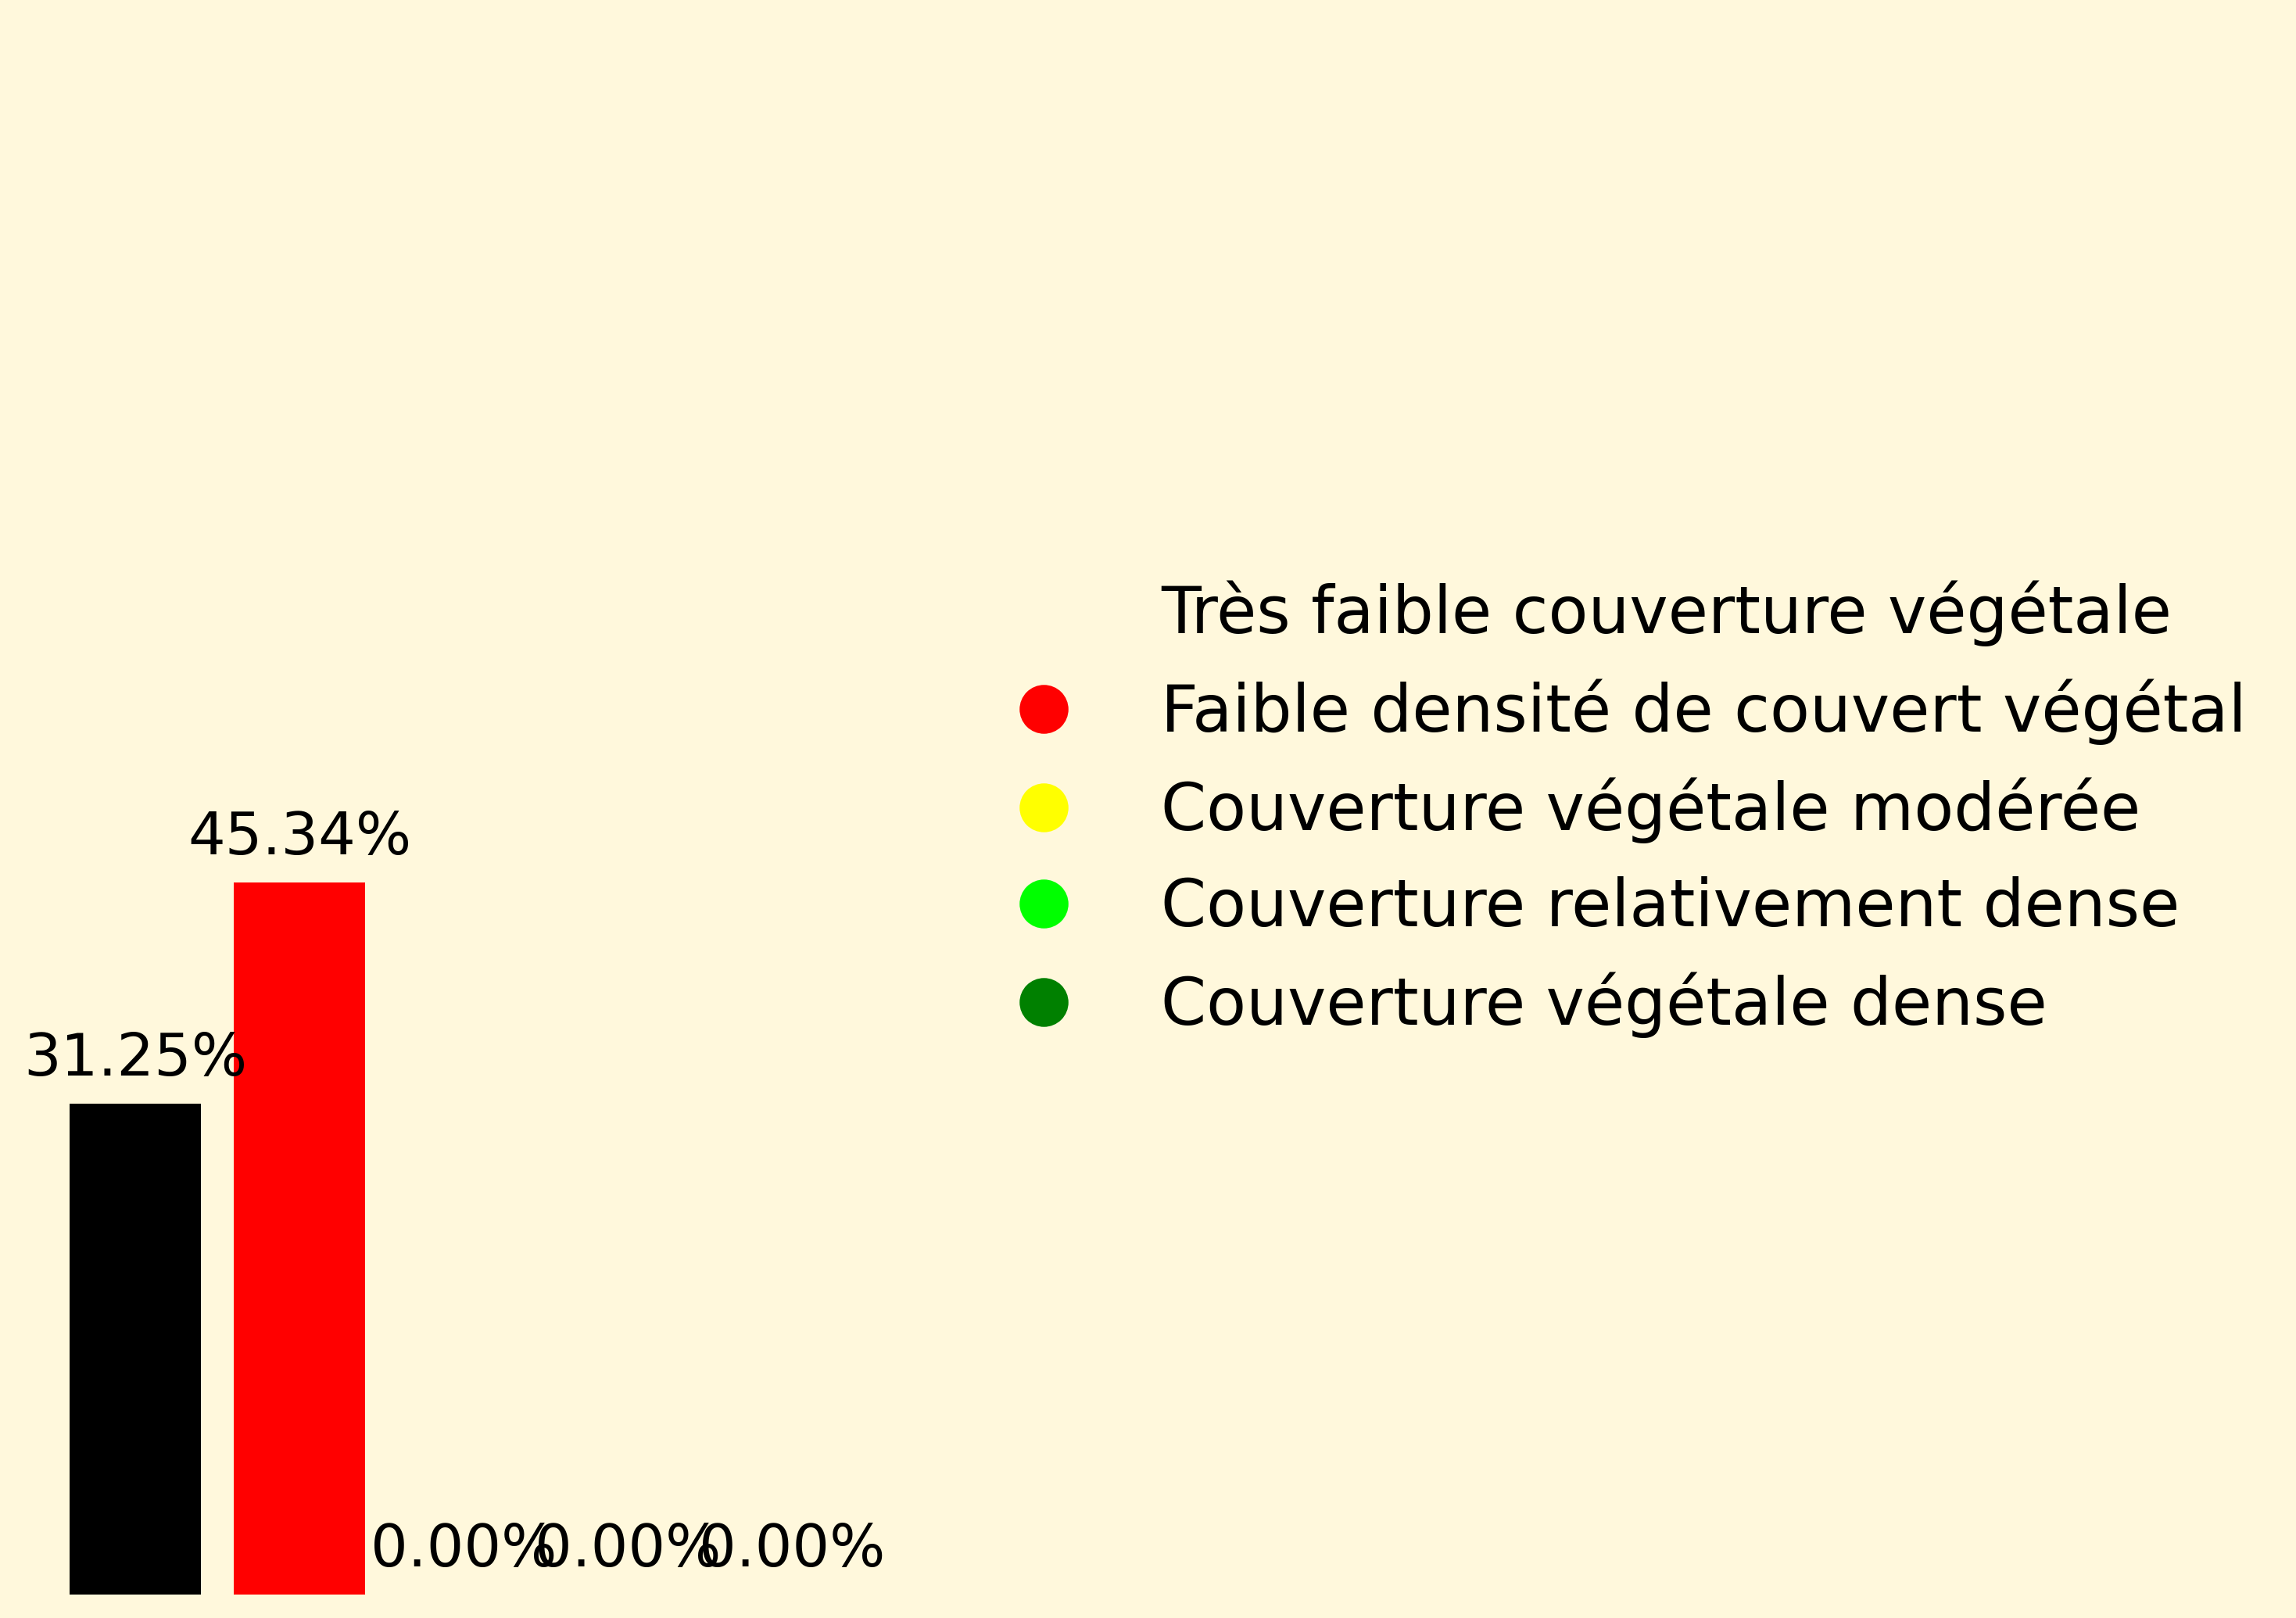 Très faible couverture végétale
Faible densité de couvert végétal
Couverture végétale modérée
Couverture relativement dense
Couverture végétale dense
45.34%
31.25%
0.00% 0.00% 0.00%